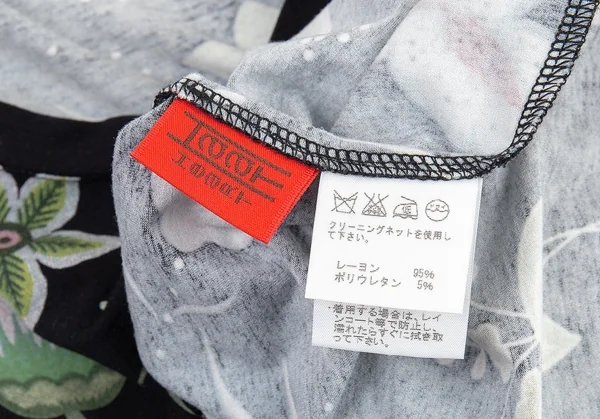 クリーニングネットを使用し
て下さい。
レーヨン 95%
ポリウレタン 5%
着用する場合は、レイ
ンコート等で防止し、
濡れたらすぐに拭き取
って下さい。